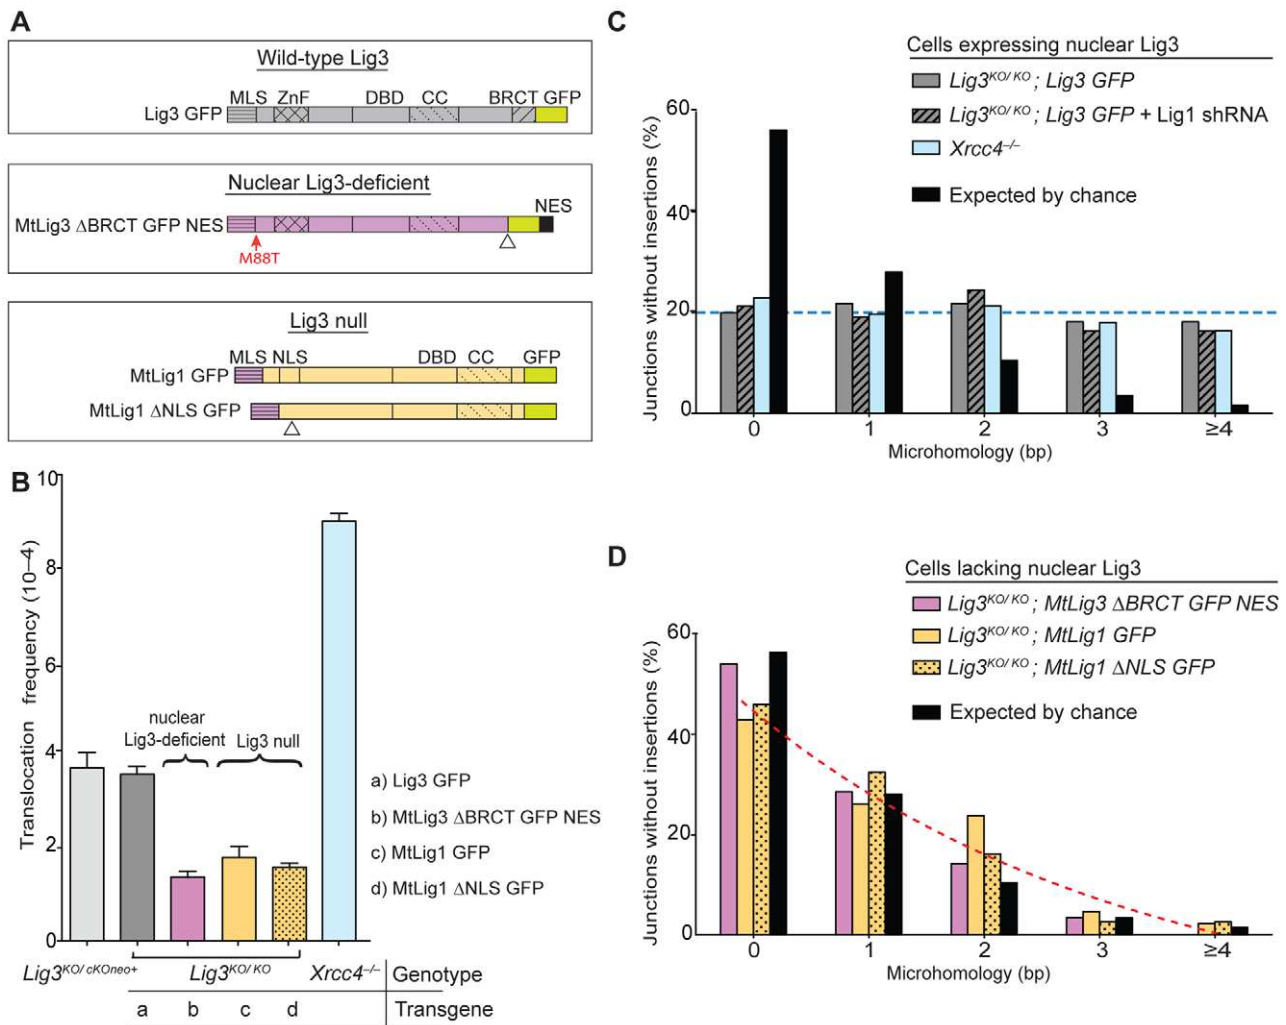 A
Wild-type Lig3
MLS ZnF DBD CC BRCT GFP
Lig3 GFP
Nuclear Lig3-deficient
NES
MtLig3 ΔBRCT GFP NES
M88T
Lig3 null
MLS NLS DBD CC GFP
MtLig1 GFP
MtLig1 ΔNLS GFP
B
Translocation frequency (10–4)
10
8
6
4
2
0
nuclear
Lig3-deficient
Lig3 null
a) Lig3 GFP
b) MtLig3 ΔBRCT GFP NES
c) MtLig1 GFP
d) MtLig1 ΔNLS GFP
Lig3KO/cKOneo+ Lig3KO/KO Xrcc4–/– Genotype
a b c d Transgene
C
Cells expressing nuclear Lig3
Lig3KO/KO; Lig3 GFP
Lig3KO/KO; Lig3 GFP + Lig1 shRNA
Xrcc4–/–
Expected by chance
Junctions without insertions (%)
60
40
20
0
0 1 2 3 ≥4
Microhomology (bp)
D
Cells lacking nuclear Lig3
Lig3KO/KO; MtLig3 ΔBRCT GFP NES
Lig3KO/KO; MtLig1 GFP
Lig3KO/KO; MtLig1 ΔNLS GFP
Expected by chance
Junctions without insertions (%)
60
40
20
0
0 1 2 3 ≥4
Microhomology (bp)